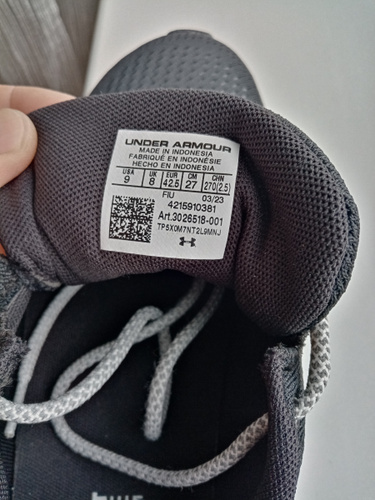 UNDER ARMOUR
MADE IN INDONESIA
FABRIQUÉ EN INDONÉSIE
HECHO EN INDONESIA
USA UK EUR CM CHN
9 8 42.5 27 270(2.5)
FIU 03/23
4215910381
Art.3026518-001
TP5X0M7NT2L9MNJ